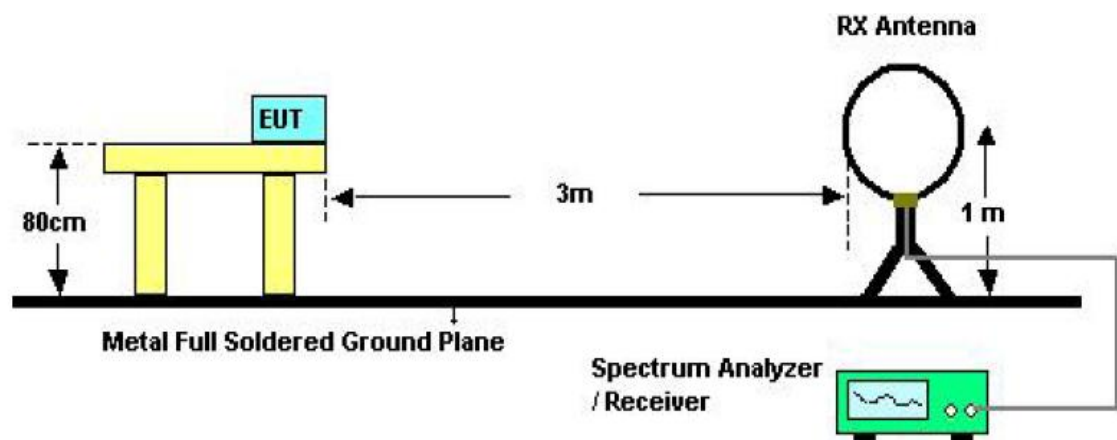 RX Antenna
EUT
80cm
3m
1 m
Metal Full Soldered Ground Plane
Spectrum Analyzer
/ Receiver